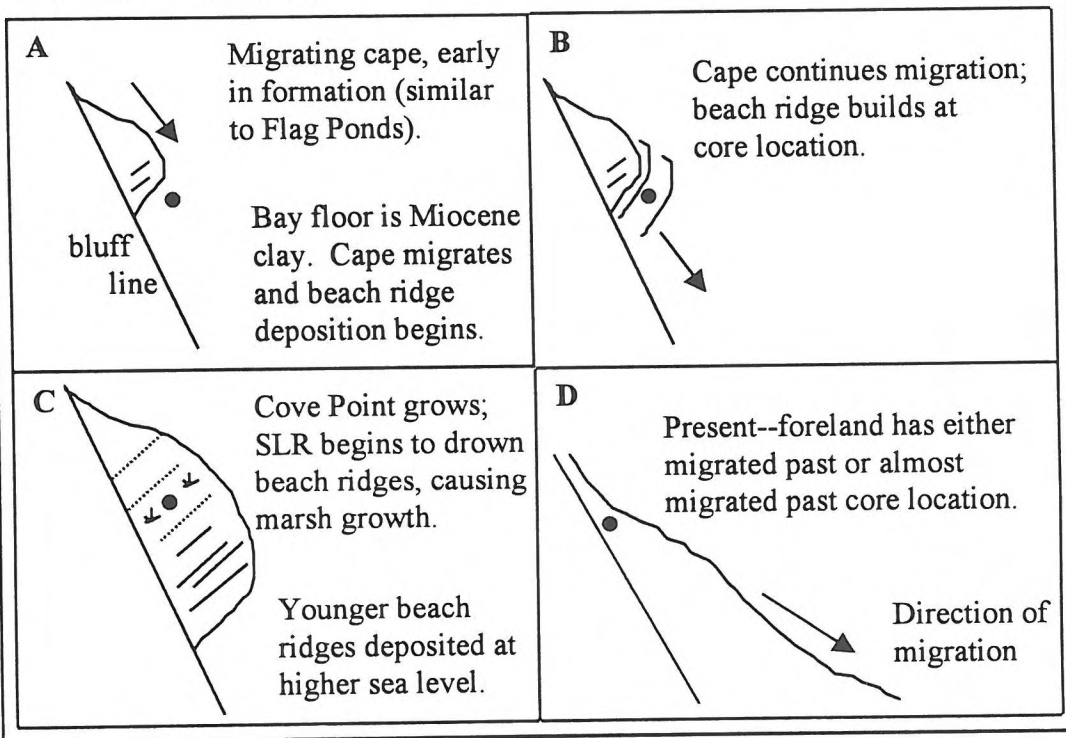 A
Migrating cape, early
in formation (similar
to Flag Ponds).
Bay floor is Miocene
clay. Cape migrates
and beach ridge
deposition begins.
bluff
line
B
Cape continues migration;
beach ridge builds at
core location.
C
Cove Point grows;
SLR begins to drown
beach ridges, causing
marsh growth.
Younger beach
ridges deposited at
higher sea level.
D
Present--foreland has either
migrated past or almost
migrated past core location.
Direction of
migration